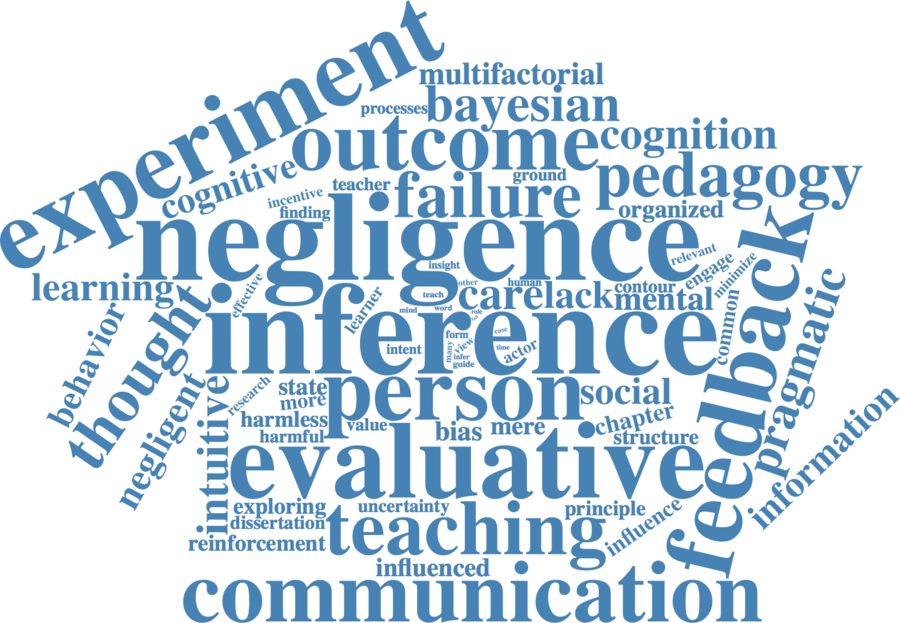 experiment
multifactorial
processes
bayesian
outcome
cognition
cognitive
ground
pedagogy
incentive
teacher
failure
finding
organized
negligence
relevant
insight
engage
learning
effective
learner
other
human
teach
care
lack
contour
minimize
mental
mind
word
role
feedback
thought
inference
common
pragmatic
behavior
form
case
view
many
time
actor
intent
infer
guide
research
state
person
social
more
negligent
intuitive
harmless
value
bias
mere
chapter
harmful
structure
information
evaluative
exploring
uncertainty
principle
dissertation
teaching
influence
reinforcement
influenced
communication